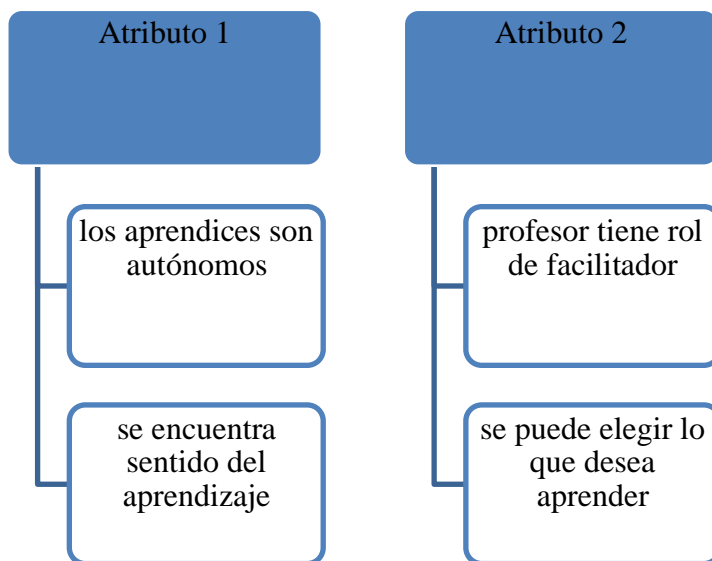 Atributo 1
los aprendices son
autónomos
se encuentra
sentido del
aprendizaje
Atributo 2
profesor tiene rol
de facilitador
se puede elegir lo
que desea
aprender